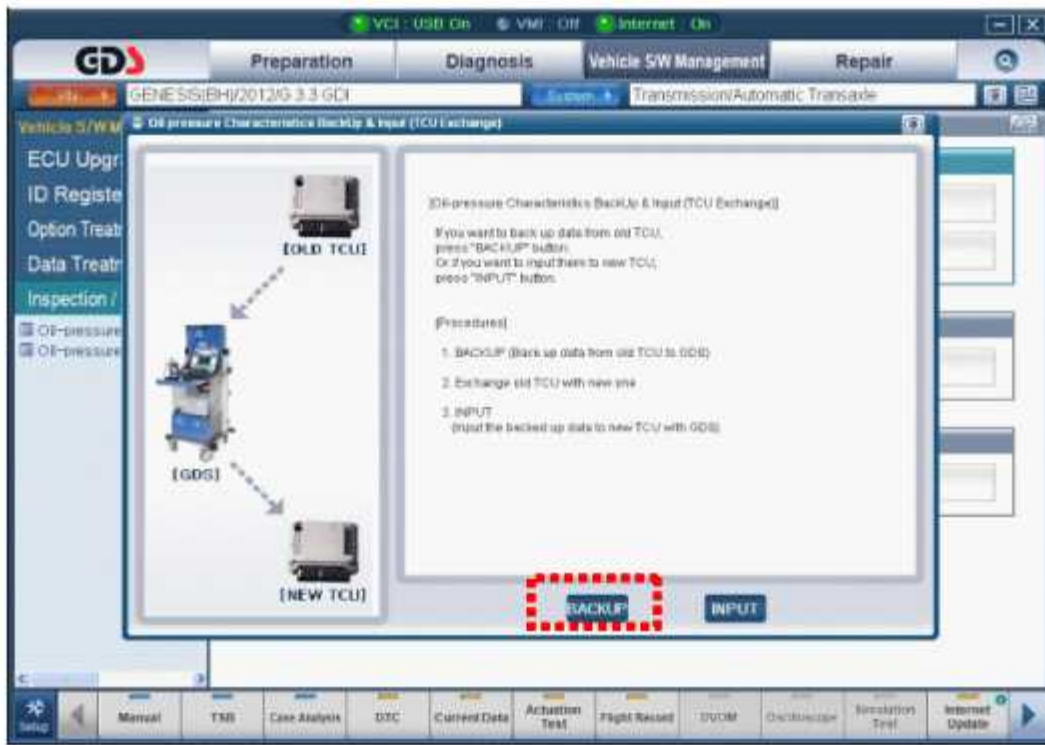 VCI : USB On VMI : Off Internet : On
GDS Preparation Diagnosis Vehicle S/W Management Repair
VIN GENESIS(BH)/2012/G 3.3 GDI System Transmission/Automatic Transaxle
Vehicle S/W M
Oil pressure Characteristics BackUp & Input (TCU Exchange)
ECU Upgr
ID Registe
Option Treat
Data Treatr
Inspection /
Oil-pressure
Oil-pressure
[OLD TCU]
[GDS]
[NEW TCU]
[Oil-pressure Characteristics BackUp & Input (TCU Exchange)]
If you want to back up data from old TCU,
press "BACKUP" button.
Or if you want to input them to new TCU,
press "INPUT" button.
[Procedures]
1. BACKUP (Back up data from old TCU to GDS)
2. Exchange old TCU with new one
3. INPUT
(Input the backed up data to new TCU with GDS)
BACKUP INPUT
Setup Manual TSB Case Analysis DTC Current Data Actuation Test Flight Record DVOM Oscilloscope Simulation Test Internet Update